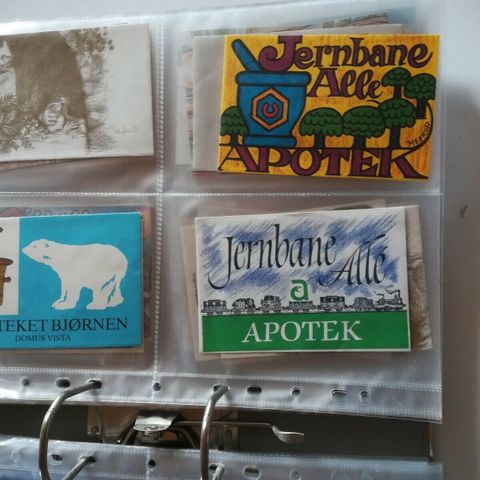 Jernbane
Allé
APOTEK
TEKET BJØRNEN
DOMUS VISTA
Jernbane
Allé
a
APOTEK